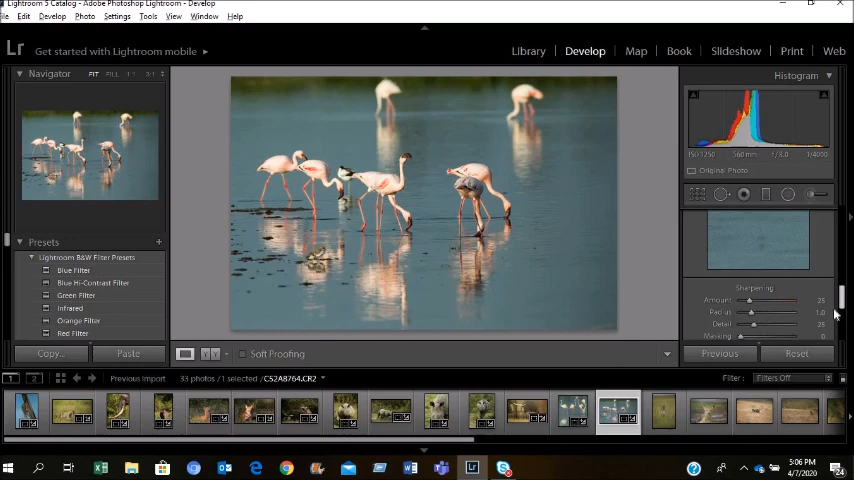 Lightroom 5 Catalog - Adobe Photoshop Lightroom - Develop
ile Edit Develop Photo Settings Tools View Window Help
Lr Get started with Lightroom mobile
Library Develop Map Book Slideshow Print Web
Navigator FIT FILL 1:1 3:1
Histogram
ISO 1250 560 mm f/8.0 1/4000
Original Photo
Presets
Lightroom B&W Filter Presets
Blue Filter
Blue Hi-Contrast Filter
Green Filter
Infrared
Orange Filter
Red Filter
Sharpening
Amount 25
Radius 1.0
Detail 25
Masking 0
Copy... Paste
Soft Proofing
Previous Reset
1 2 Previous Import 33 photos / 1 selected / C52A8764.CR2
Filter : Filters Off
Lr
5:06 PM
4/7/2020
24